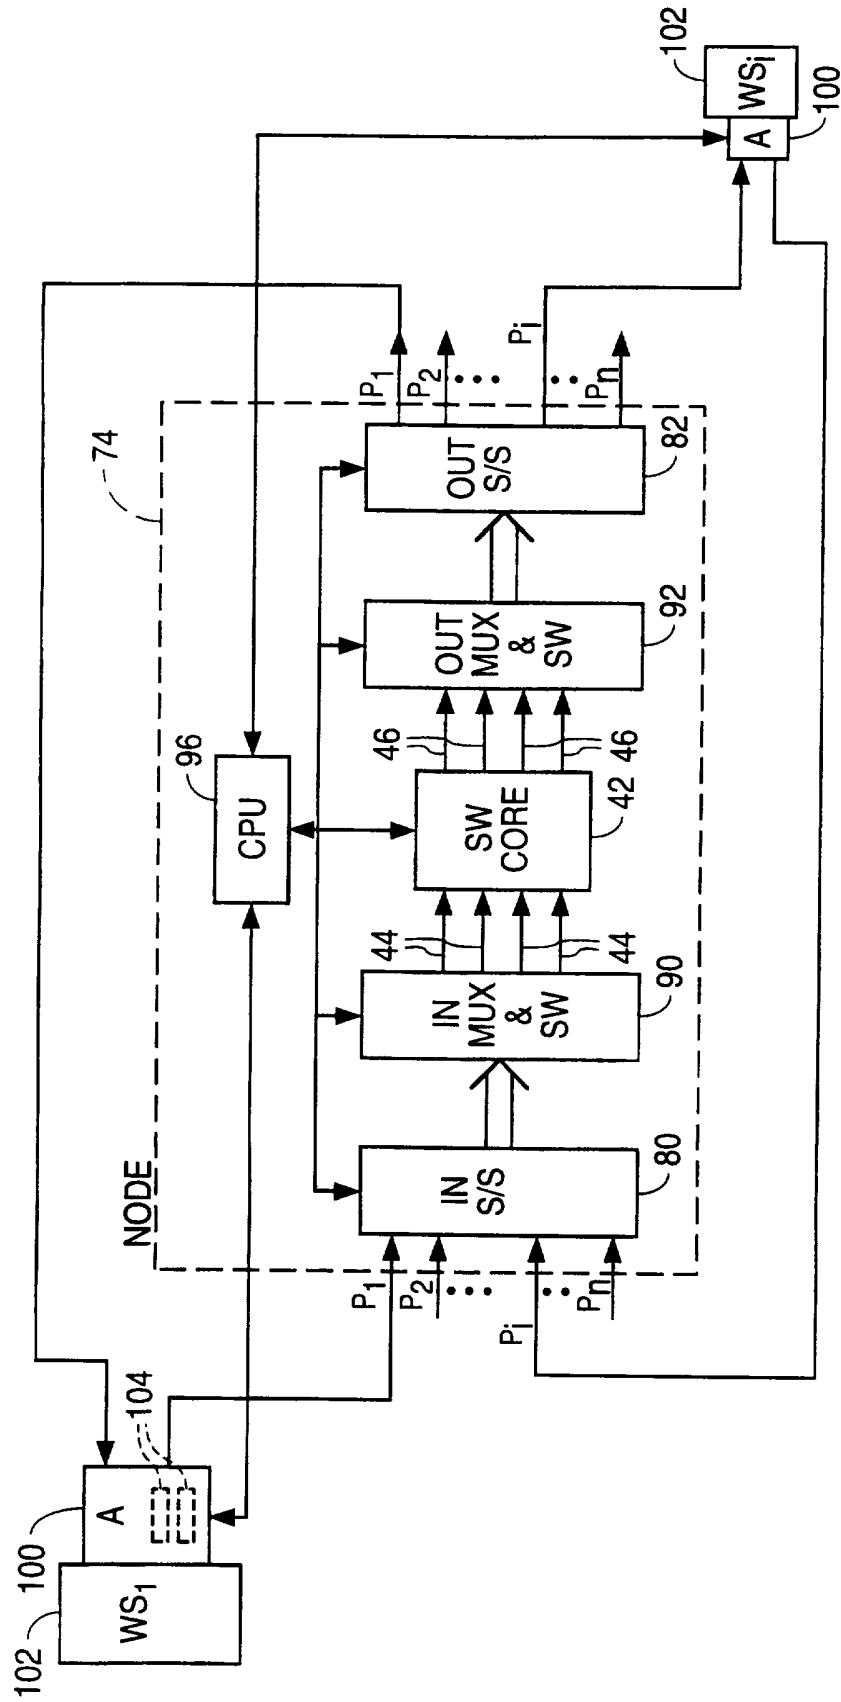 102
WS1
100
A
104
NODE
74
P1
P2
Pi
Pn
IN
S/S
80
IN
MUX
&
SW
90
44
44
SW
CORE
42
96
CPU
46
46
OUT
MUX
&
SW
92
OUT
S/S
82
P1
P2
Pi
Pn
102
WSi
A
100